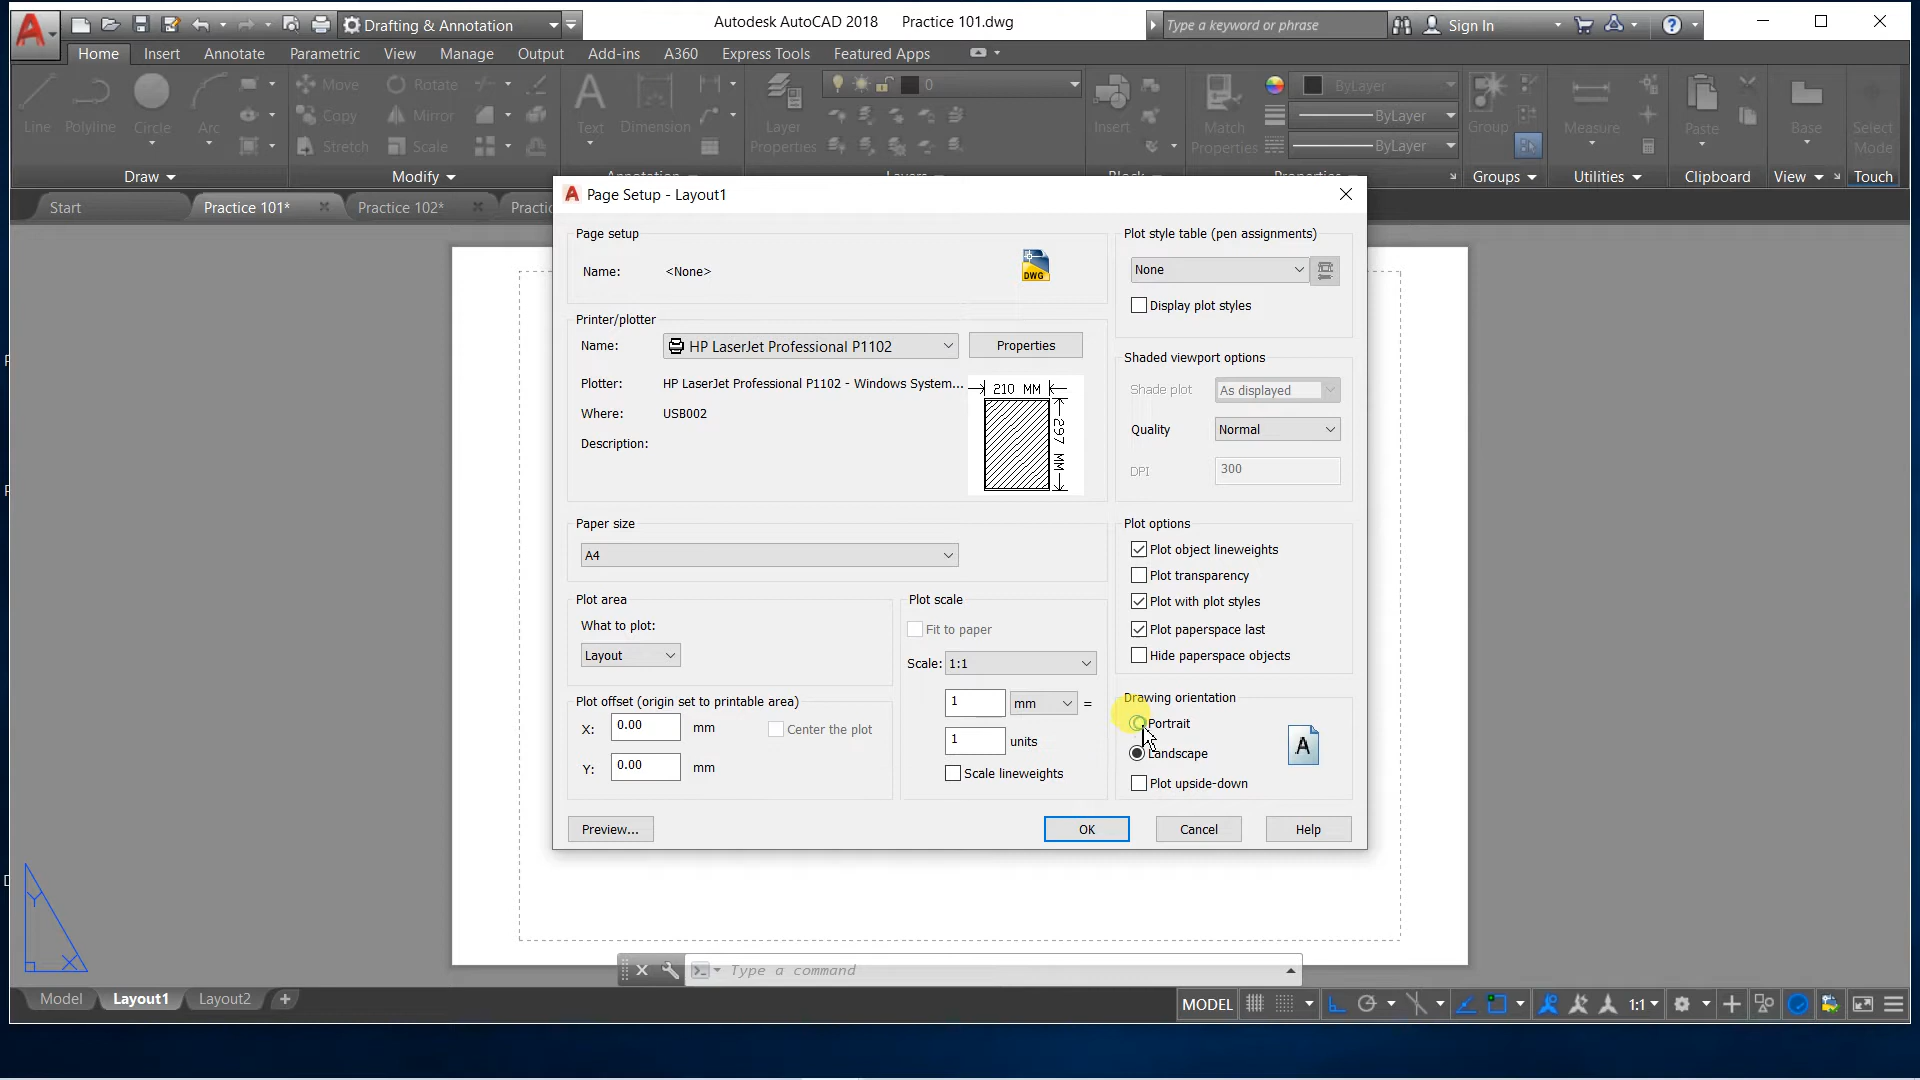 Drafting & Annotation
Autodesk AutoCAD 2018 Practice 101.dwg
Type a keyword or phrase
Sign In
Home Insert Annotate Parametric View Manage Output Add-ins A360 Express Tools Featured Apps
Line Polyline Circle Arc
Move Rotate
Copy Mirror
Stretch Scale
Text Dimension
Layer Properties
0
Insert
Match Properties
ByLayer
ByLayer
ByLayer
Group Measure Paste Base Select Mode
Draw Modify Groups Utilities Clipboard View Touch
Start Practice 101* Practice 102*
Page Setup - Layout1
Page setup
Name: <None>
DWG
Printer/plotter
Name: HP LaserJet Professional P1102 Properties
Plotter: HP LaserJet Professional P1102 - Windows System...
Where: USB002
Description:
210 MM
297 MM
Paper size
A4
Plot area
What to plot:
Layout
Plot offset (origin set to printable area)
X: 0.00 mm Center the plot
Y: 0.00 mm
Plot scale
Fit to paper
Scale: 1:1
1 mm =
1 units
Scale lineweights
Plot style table (pen assignments)
None
Display plot styles
Shaded viewport options
Shade plot As displayed
Quality Normal
DPI 300
Plot options
Plot object lineweights
Plot transparency
Plot with plot styles
Plot paperspace last
Hide paperspace objects
Drawing orientation
Portrait
Landscape
Plot upside-down
A
Preview... OK Cancel Help
Y
X
Type a command
Model Layout1 Layout2
MODEL 1:1